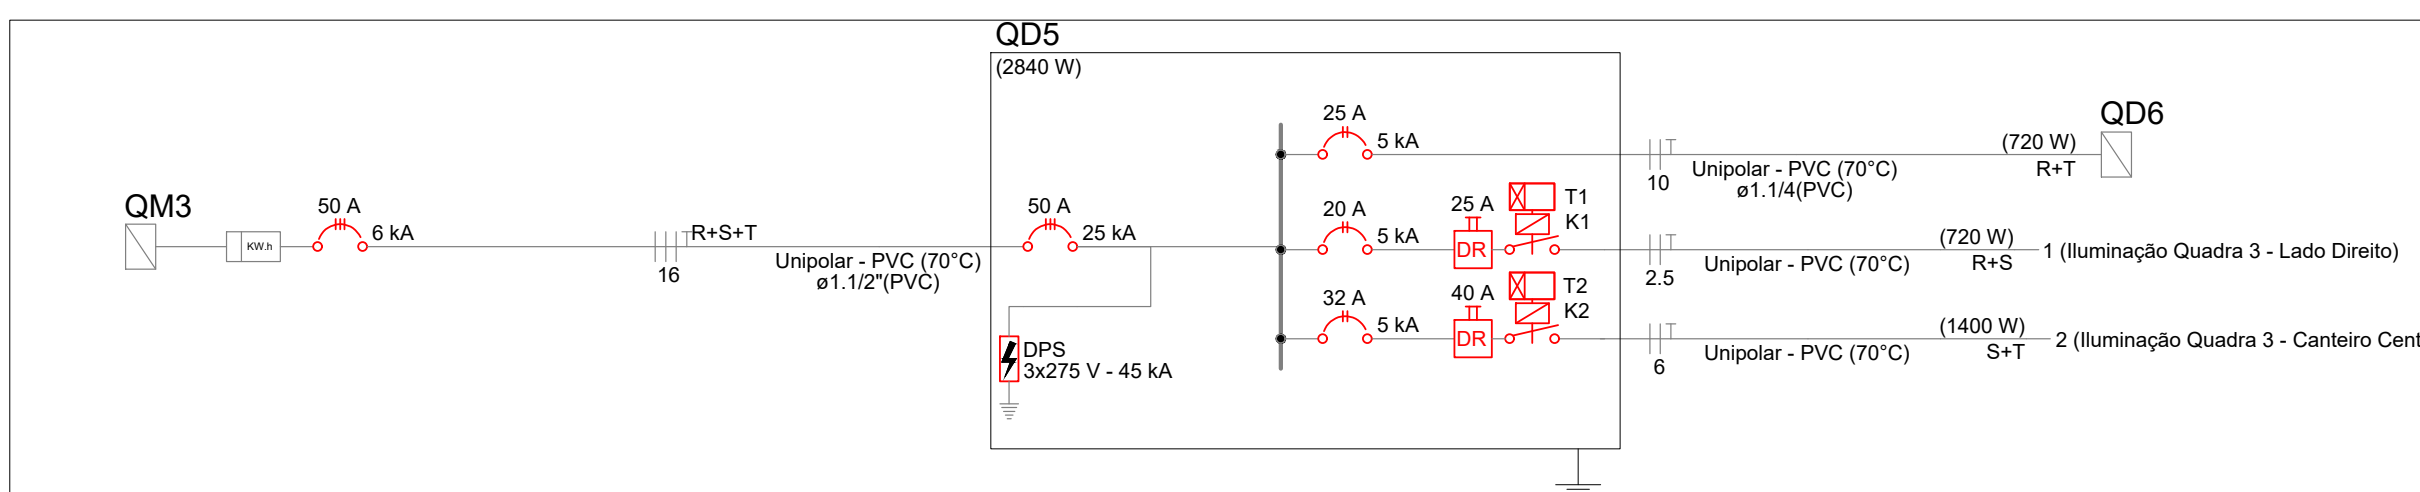 QD5
(2840 W)
QM3
KW.h
50 A
6 kA
16
R+S+T
Unipolar - PVC (70°C)
ø1.1/2"(PVC)
50 A
25 kA
DPS
3x275 V - 45 kA
25 A
5 kA
10
Unipolar - PVC (70°C)
ø1.1/4(PVC)
(720 W)
R+T
QD6
20 A
5 kA
25 A
DR
T1
K1
2.5
Unipolar - PVC (70°C)
(720 W)
R+S
1 (Iluminação Quadra 3 - Lado Direito)
32 A
5 kA
40 A
DR
T2
K2
6
Unipolar - PVC (70°C)
(1400 W)
S+T
2 (Iluminação Quadra 3 - Canteiro Cent